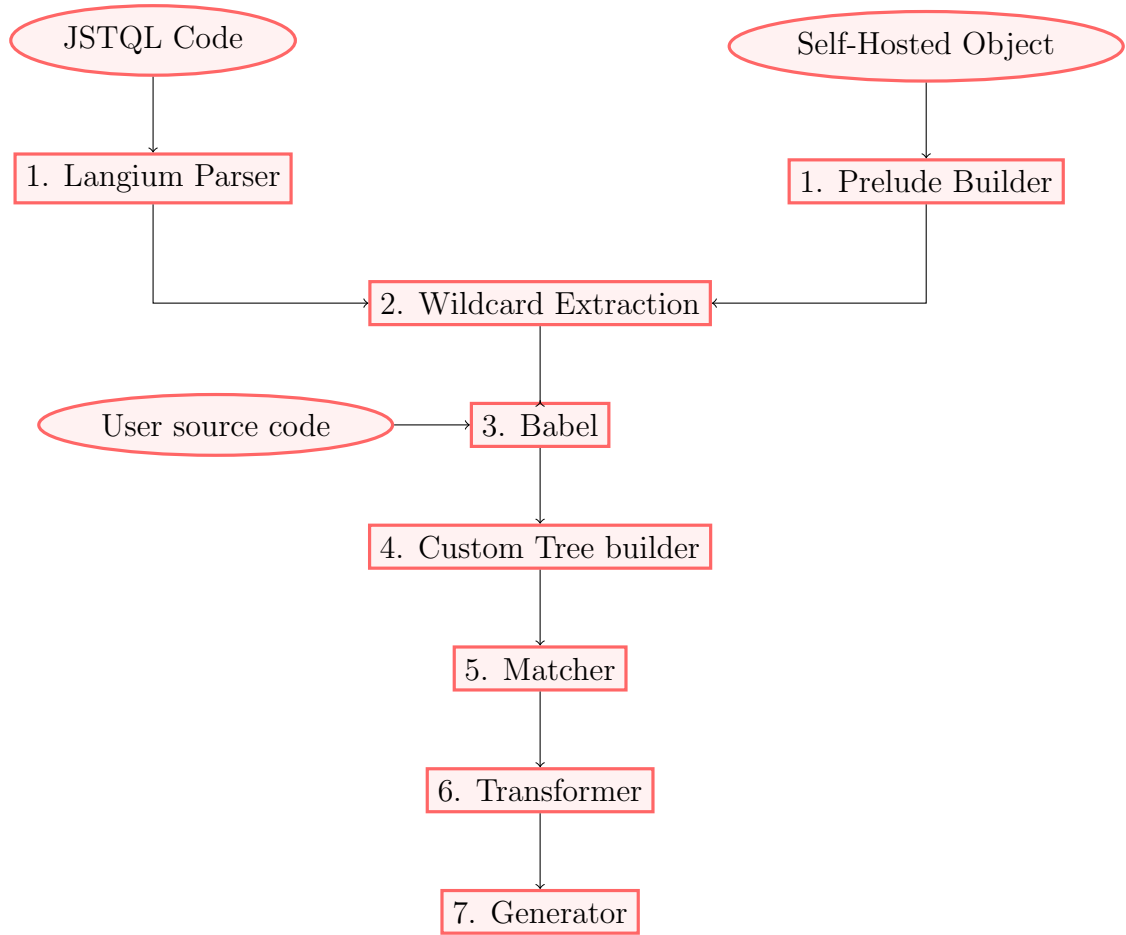 JSTQL Code
Self-Hosted Object
1. Langium Parser
1. Prelude Builder
2. Wildcard Extraction
User source code
3. Babel
4. Custom Tree builder
5. Matcher
6. Transformer
7. Generator